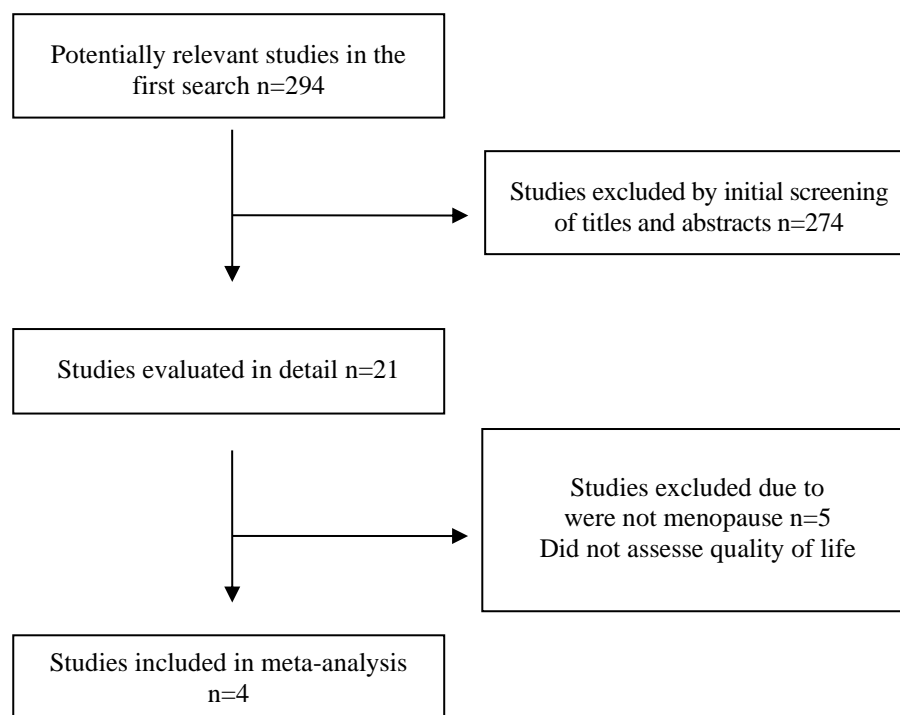 Potentially relevant studies in the
first search n=294
Studies excluded by initial screening
of titles and abstracts n=274
Studies evaluated in detail n=21
Studies excluded due to
were not menopause n=5
Did not assesse quality of life
Studies included in meta-analysis
n=4